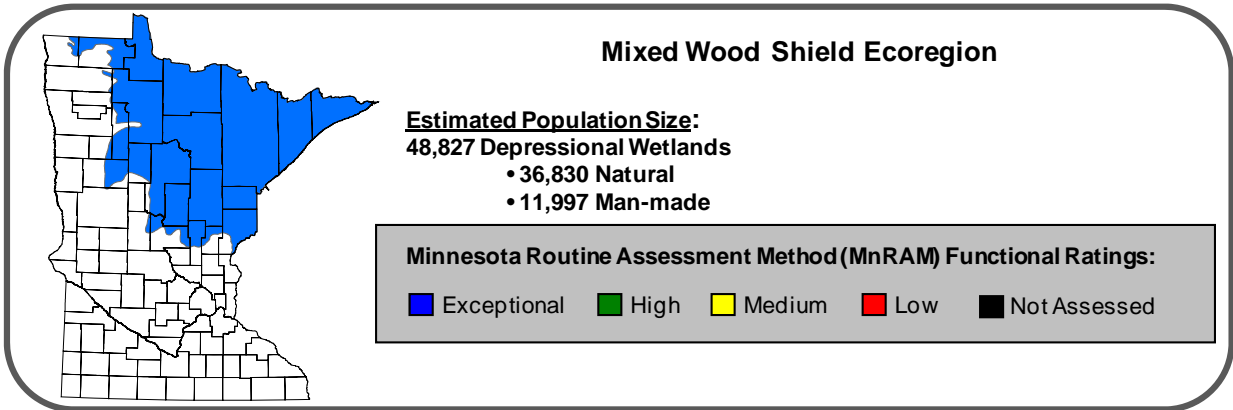 Mixed Wood Shield Ecoregion
Estimated Population Size:
48,827 Depressional Wetlands
• 36,830 Natural
• 11,997 Man-made
Minnesota Routine Assessment Method (MnRAM) Functional Ratings:
Exceptional High Medium Low Not Assessed